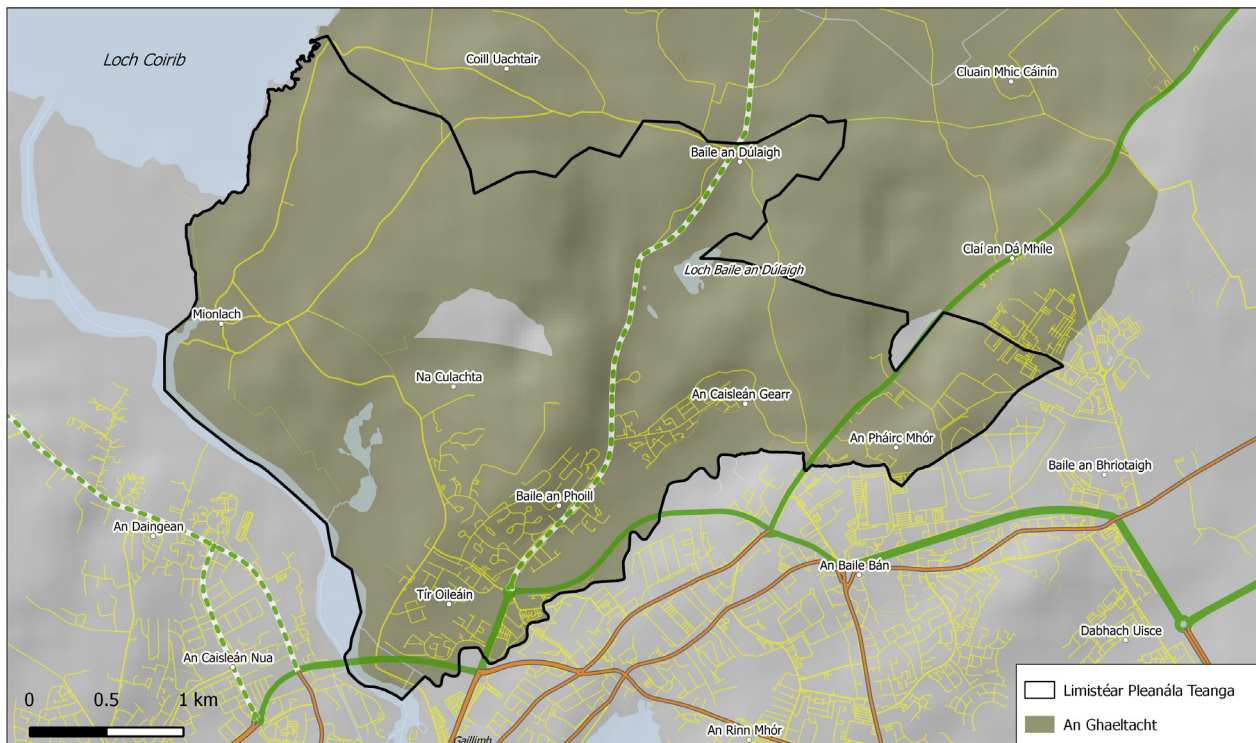 Loch Coirib
Coill Uachtair
Cluain Mhic Cáinín
Baile an Dúlaigh
Claí an Dá Mhíle
Loch Baile an Dúlaigh
Mionlach
Na Culachta
An Caisleán Gearr
An Pháirc Mhór
Baile an Bhriotaigh
Baile an Phoill
An Daingean
An Baile Bán
Tír Oileáin
Dabhach Uisce
An Caisleán Nua
An Rinn Mhór
Gaillimh
0 0.5 1 km
Limistéar Pleanála Teanga
An Ghaeltacht